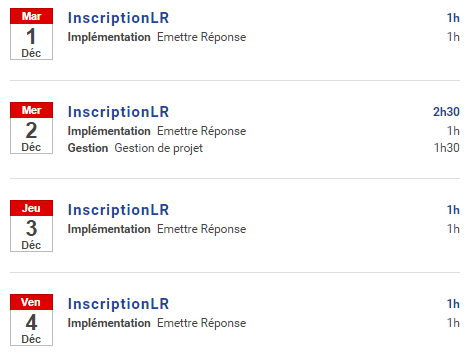 Mar
1
Déc
InscriptionLR 1h
Implémentation Emettre Réponse 1h
Mer
2
Déc
InscriptionLR 2h30
Implémentation Emettre Réponse 1h
Gestion Gestion de projet 1h30
Jeu
3
Déc
InscriptionLR 1h
Implémentation Emettre Réponse 1h
Ven
4
Déc
InscriptionLR 1h
Implémentation Emettre Réponse 1h